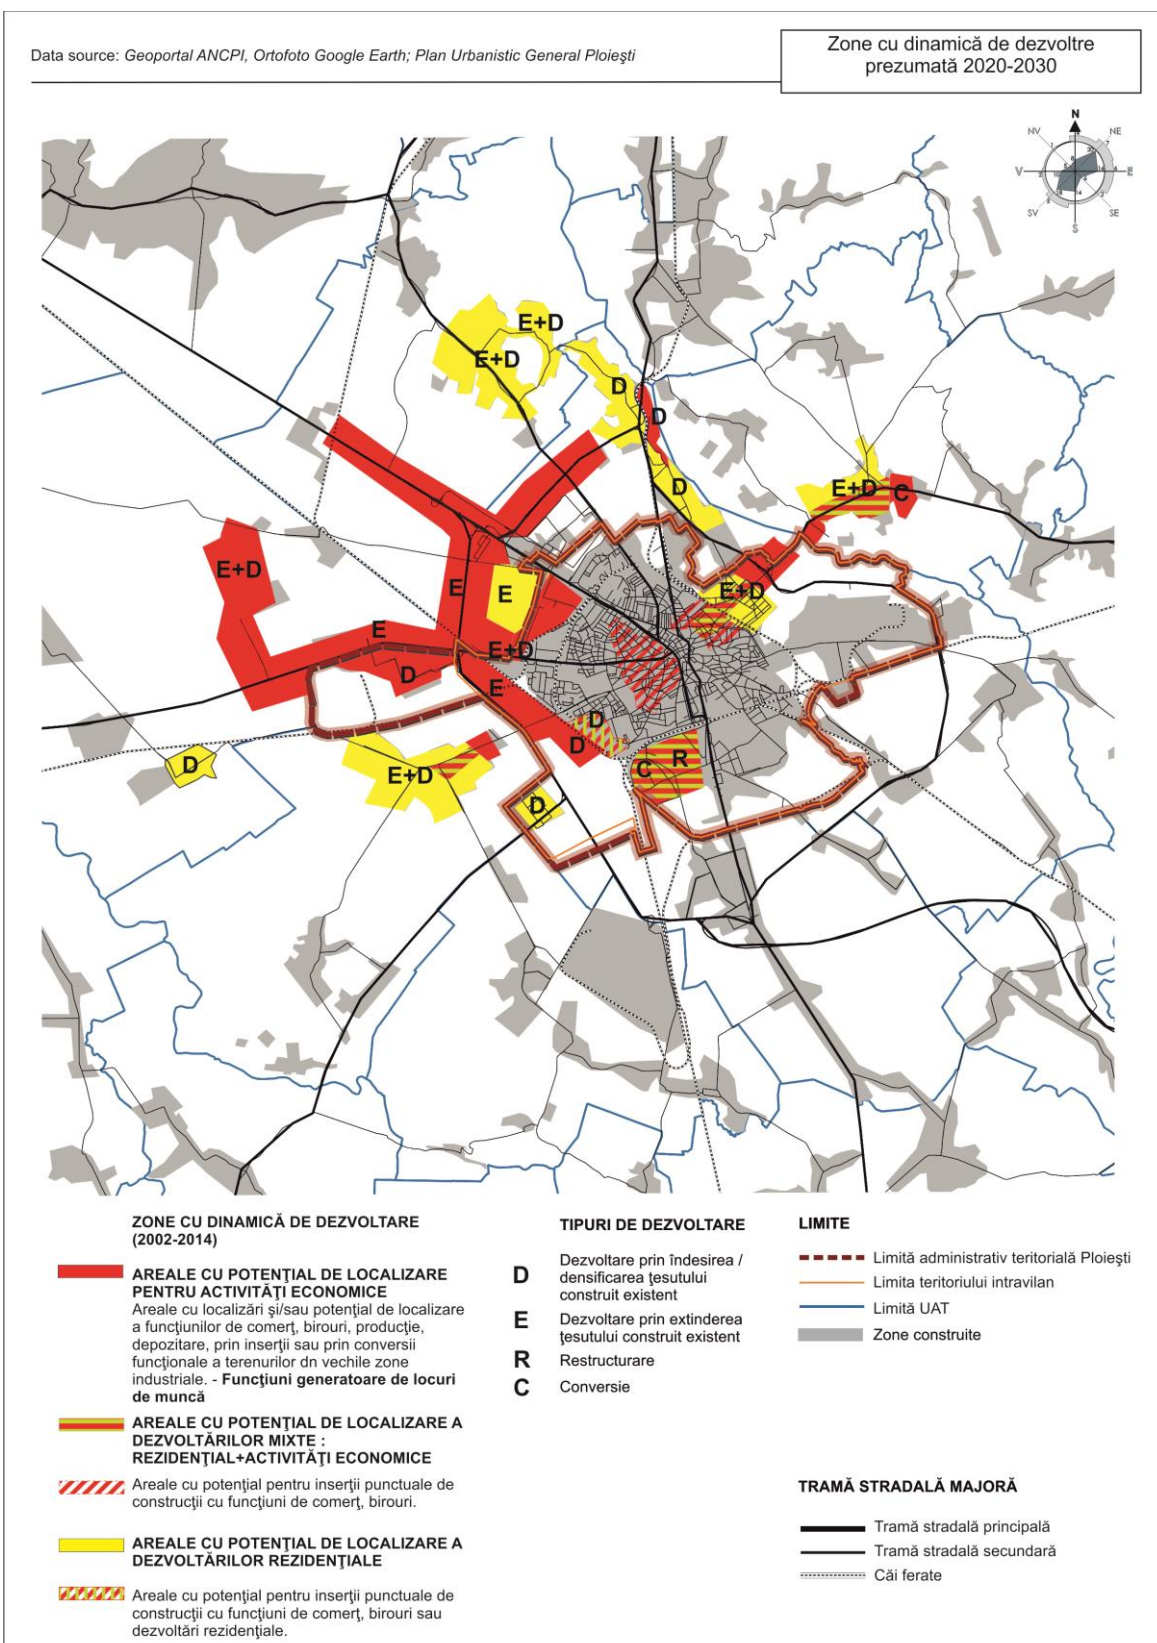 Data source: Geoportal ANCPI, Ortofoto Google Earth; Plan Urbanistic General Ploieşti
Zone cu dinamică de dezvoltre
prezumată 2020-2030
N
NV
NE
V
E
SV
SE
S
E+D
E+D
D
D
D
E+D
C
E+D
E
E
E+D
E
E+D
D
E
D
D
D
E+D
C
R
D
ZONE CU DINAMICĂ DE DEZVOLTARE
(2002-2014)
AREALE CU POTENŢIAL DE LOCALIZARE
PENTRU ACTIVITĂŢI ECONOMICE
Areale cu localizări şi/sau potenţial de localizare
a funcţiunilor de comerţ, birouri, producţie,
depozitare, prin inserţii sau prin conversii
funcţionale a terenurilor dn vechile zone
industriale. - Funcţiuni generatoare de locuri
de muncă
AREALE CU POTENŢIAL DE LOCALIZARE A
DEZVOLTĂRILOR MIXTE :
REZIDENŢIAL+ACTIVITĂŢI ECONOMICE
Areale cu potenţial pentru inserţii punctuale de
construcţii cu funcţiuni de comerţ, birouri.
AREALE CU POTENŢIAL DE LOCALIZARE A
DEZVOLTĂRILOR REZIDENŢIALE
Areale cu potenţial pentru inserţii punctuale de
construcţii cu funcţiuni de comerţ, birouri sau
dezvoltări rezidenţiale.
TIPURI DE DEZVOLTARE
D Dezvoltare prin îndesirea /
densificarea ţesutului
construit existent
E Dezvoltare prin extinderea
ţesutului construit existent
R Restructurare
C Conversie
LIMITE
Limită administrativ teritorială Ploieşti
Limita teritoriului intravilan
Limită UAT
Zone construite
TRAMĂ STRADALĂ MAJORĂ
Tramă stradală principală
Tramă stradală secundară
Căi ferate